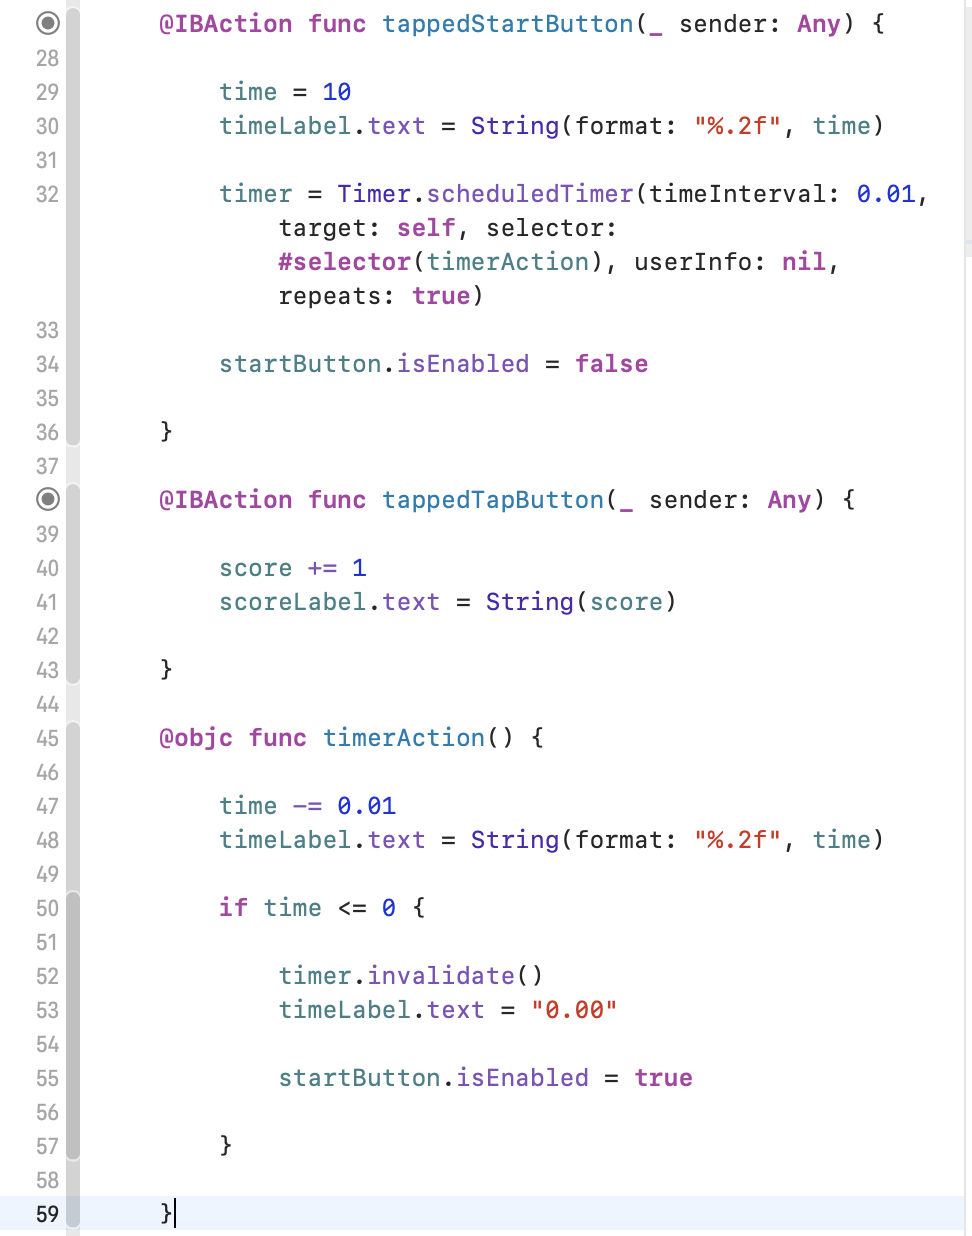 @IBAction func tappedStartButton(_ sender: Any) {
28
29 time = 10
30 timeLabel.text = String(format: "%.2f", time)
31
32 timer = Timer.scheduledTimer(timeInterval: 0.01,
target: self, selector:
#selector(timerAction), userInfo: nil,
repeats: true)
33
34 startButton.isEnabled = false
35
36 }
37
@IBAction func tappedTapButton(_ sender: Any) {
39
40 score += 1
41 scoreLabel.text = String(score)
42
43 }
44
45 @objc func timerAction() {
46
47 time -= 0.01
48 timeLabel.text = String(format: "%.2f", time)
49
50 if time <= 0 {
51
52 timer.invalidate()
53 timeLabel.text = "0.00"
54
55 startButton.isEnabled = true
56
57 }
58
59 }